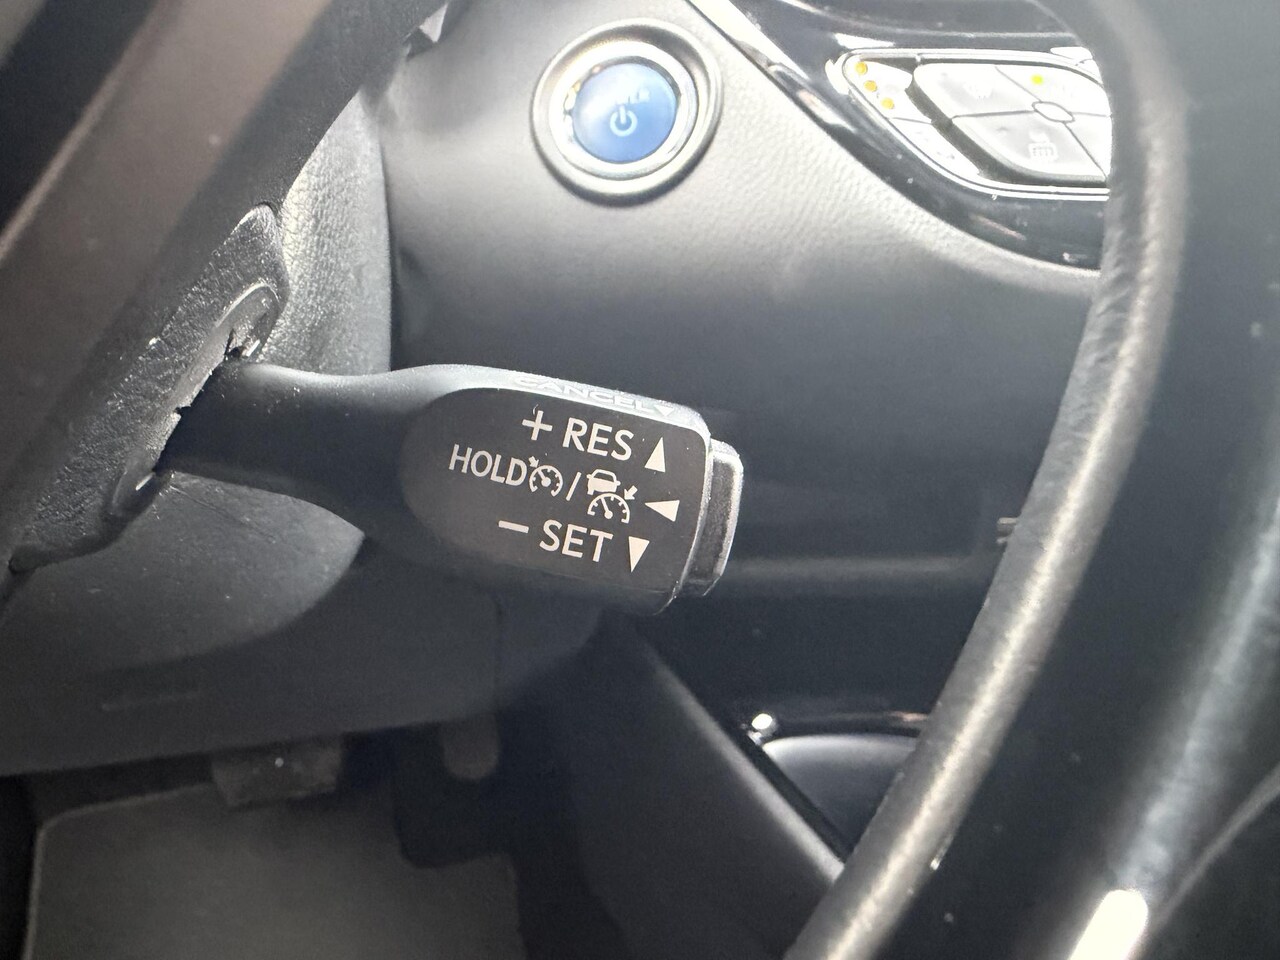 CANCEL▼
+ RES ▲
HOLD / ◀
− SET ▼